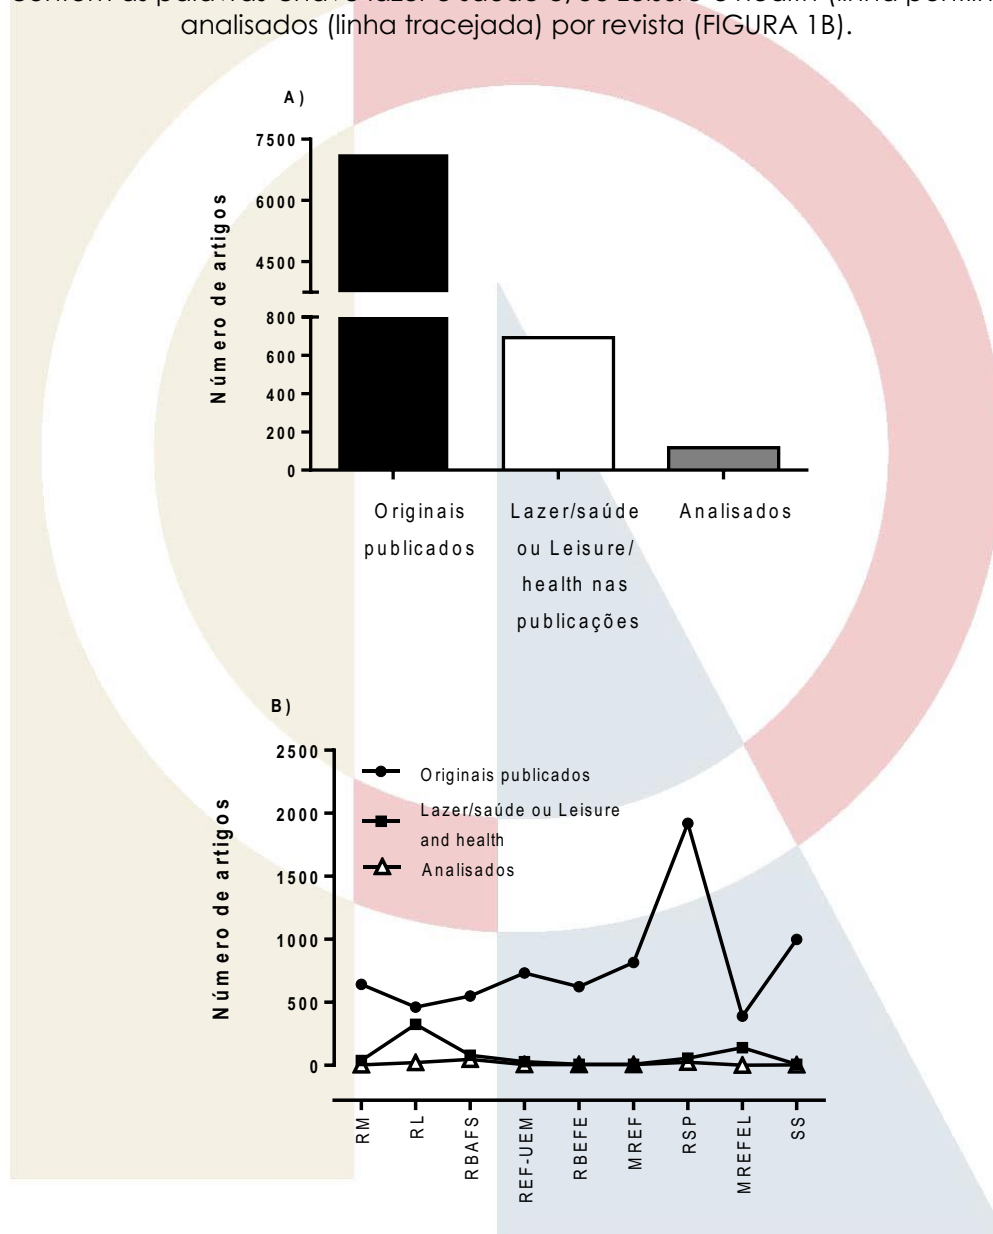 analisados (linha tracejada) por revista (FIGURA 1B).
A)
7500
6000
4500
800
600
400
200
0
Número de artigos
Originais
publicados
Lazer/saúde
ou Leisure/
health nas
publicações
Analisados
B)
2500
2000
1500
1000
500
0
Número de artigos
Originais publicados
Lazer/saúde ou Leisure
and health
Analisados
RM
RL
RBAFS
REF-UEM
RBEFE
MREF
RSP
MREFEL
SS